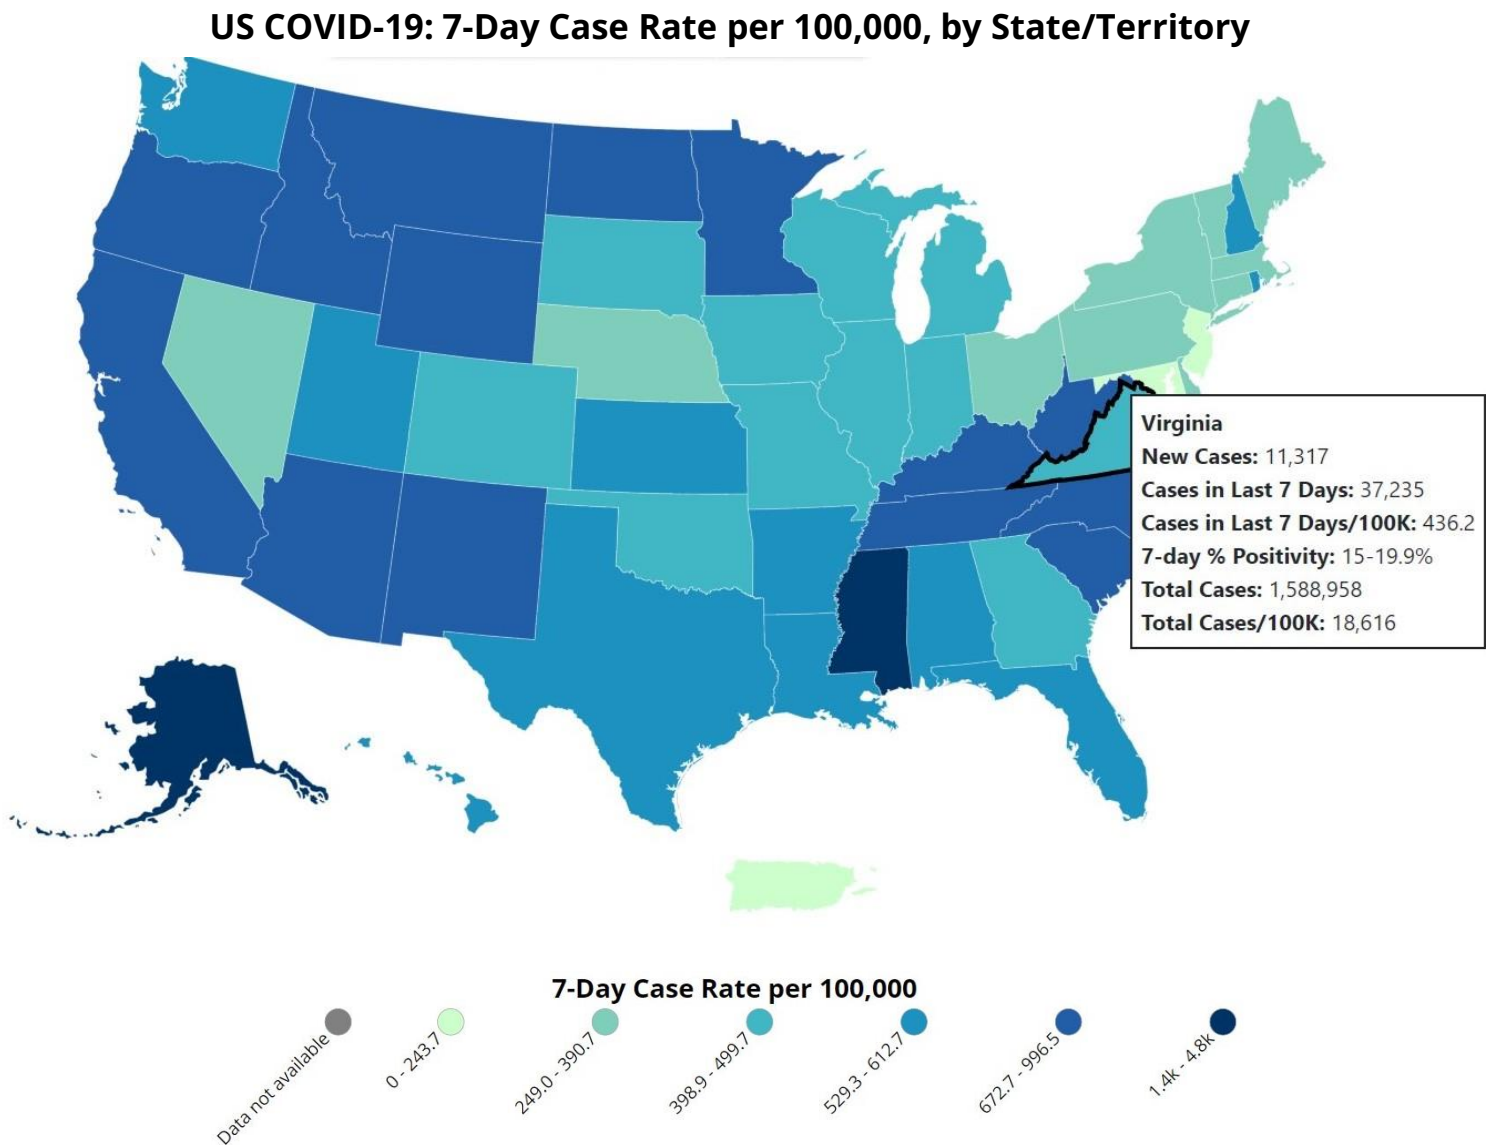 US COVID-19: 7-Day Case Rate per 100,000, by State/Territory
Virginia
New Cases: 11,317
Cases in Last 7 Days: 37,235
Cases in Last 7 Days/100K: 436.2
7-day % Positivity: 15-19.9%
Total Cases: 1,588,958
Total Cases/100K: 18,616
7-Day Case Rate per 100,000
Data not available
0 - 243.7
249.0 - 390.7
398.9 - 499.7
529.3 - 612.7
672.7 - 996.5
1.4k - 4.8k